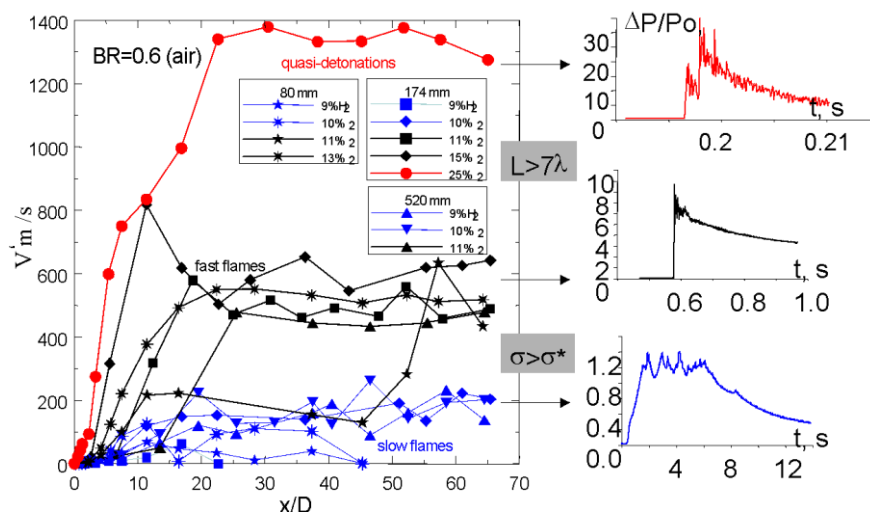 1400
1200
1000
800
600
400
200
0
V'm/s
0 10 20 30 40 50 60 70
x/D
BR=0.6 (air)
quasi-detonations
80 mm
9%H2
10% 2
11% 2
13% 2
174 mm
9%H2
10% 2
11% 2
15% 2
25% 2
520 mm
9%H2
10% 2
11% 2
fast flames
slow flames
L>7λ
σ>σ*
ΔP/Po
30
20
10
0
0.2 0.21
t, s
10
8
6
4
2
0
0.6 0.8 1.0
t, s
1.2
0.8
0.4
0.0
4 8 12
t, s